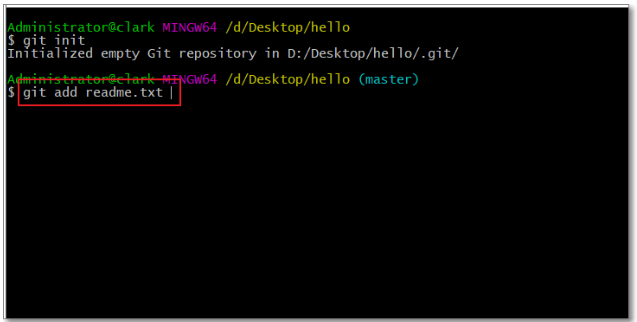 Administrator@clark MINGW64 /d/Desktop/hello
$ git init
Initialized empty Git repository in D:/Desktop/hello/.git/
Administrator@clark MINGW64 /d/Desktop/hello (master)
$ git add readme.txt